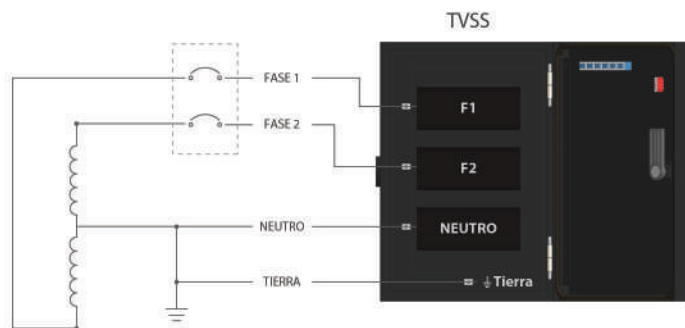 TVSS
FASE 1
F1
FASE 2
F2
NEUTRO
NEUTRO
TIERRA
Tierra